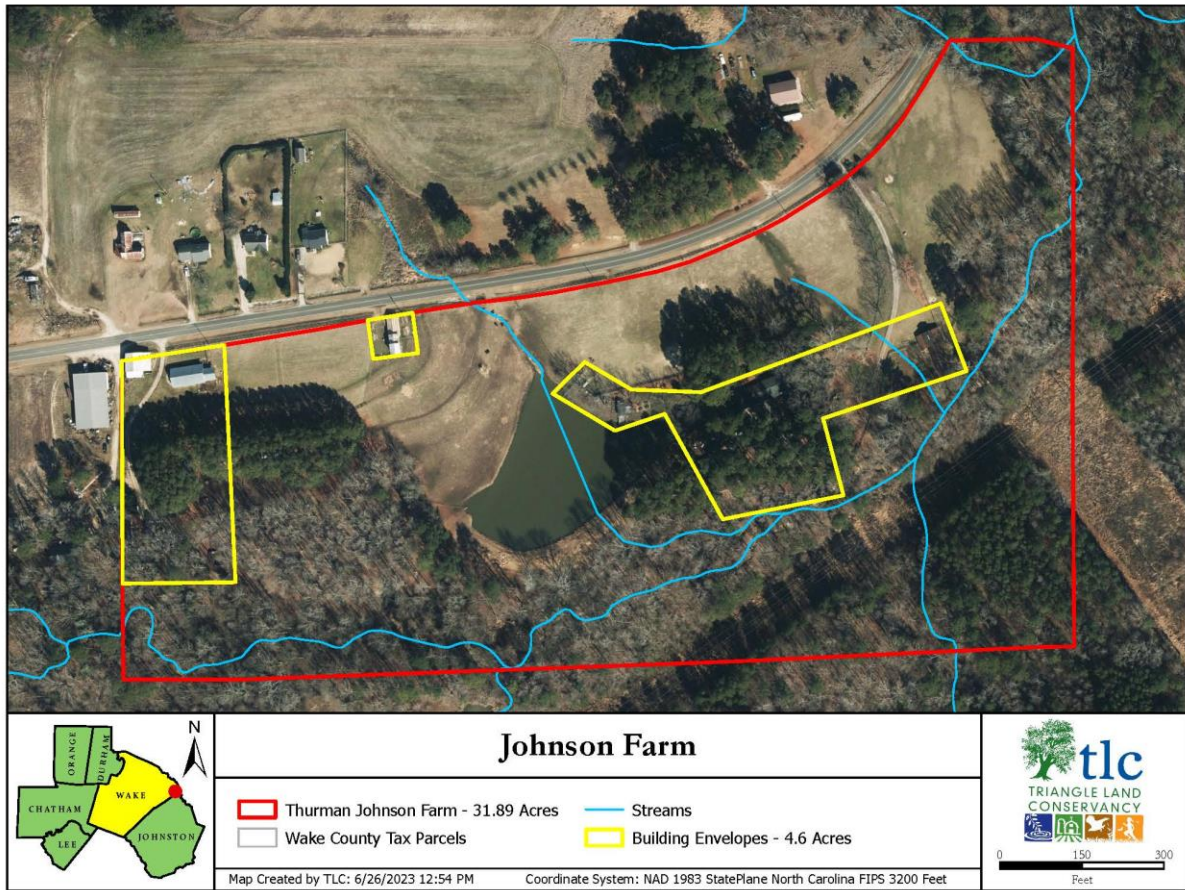 Johnson Farm
N
ORANGE
DURHAM
WAKE
CHATHAM
LEE
JOHNSTON
Thurman Johnson Farm - 31.89 Acres
Streams
Wake County Tax Parcels
Building Envelopes - 4.6 Acres
Map Created by TLC: 6/26/2023 12:54 PM
Coordinate System: NAD 1983 StatePlane North Carolina FIPS 3200 Feet
tlc
TRIANGLE LAND
CONSERVANCY
0 150 300
Feet